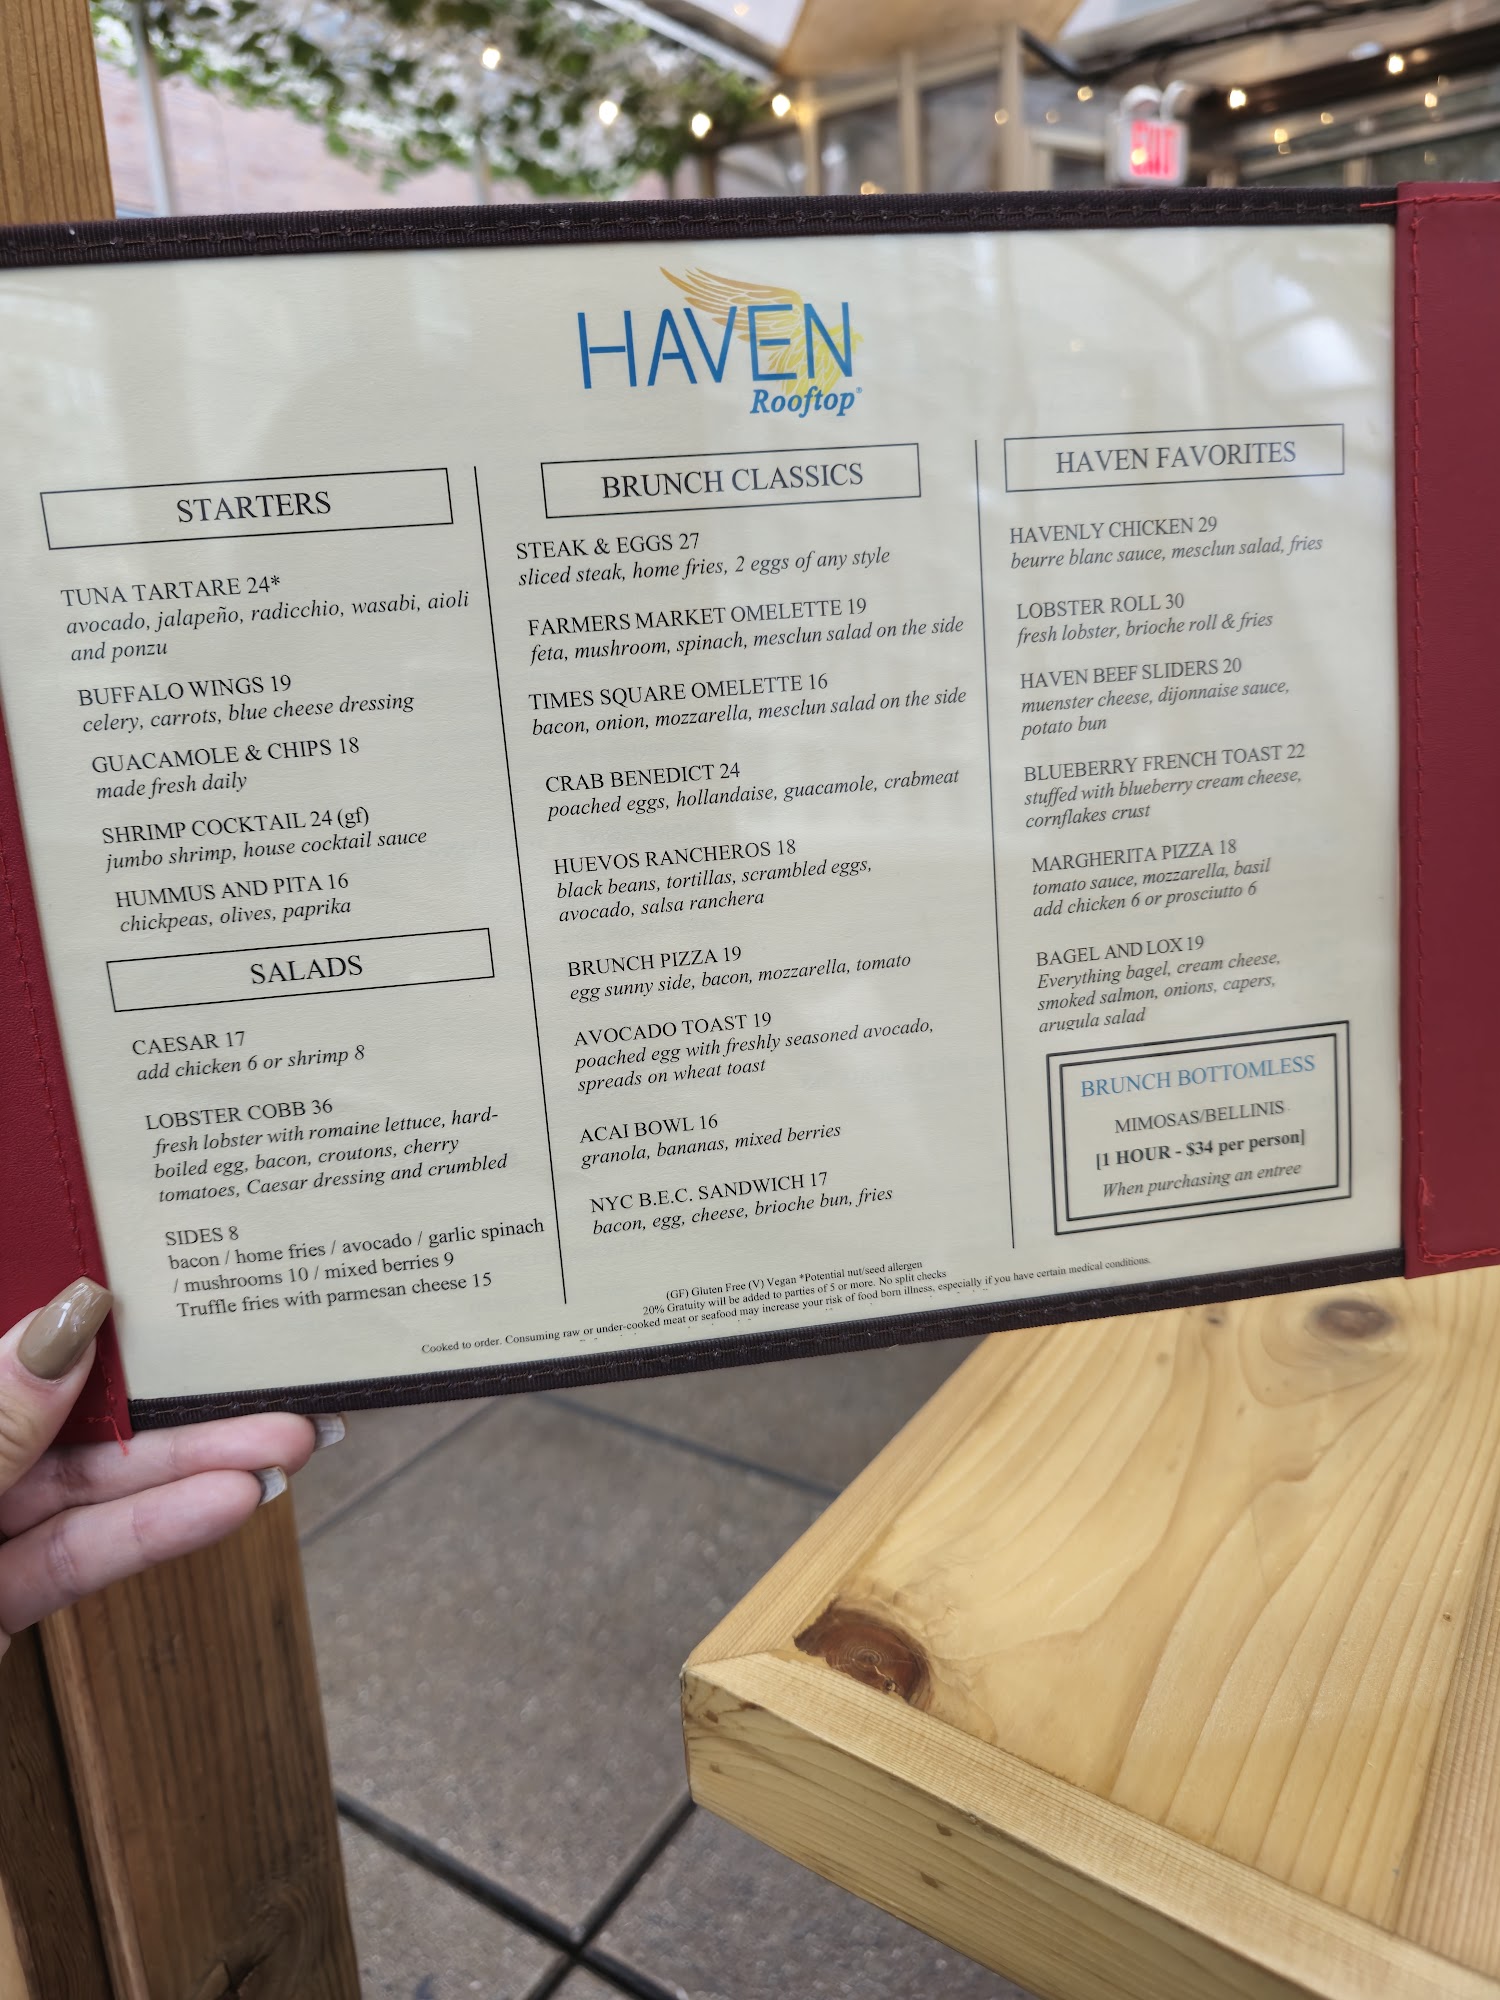 EXIT
HAVEN
Rooftop®
STARTERS
TUNA TARTARE 24*
avocado, jalapeño, radicchio, wasabi, aioli
and ponzu
BUFFALO WINGS 19
celery, carrots, blue cheese dressing
GUACAMOLE & CHIPS 18
made fresh daily
SHRIMP COCKTAIL 24 (gf)
jumbo shrimp, house cocktail sauce
HUMMUS AND PITA 16
chickpeas, olives, paprika
SALADS
CAESAR 17
add chicken 6 or shrimp 8
LOBSTER COBB 36
fresh lobster with romaine lettuce, hard-
boiled egg, bacon, croutons, cherry
tomatoes, Caesar dressing and crumbled
SIDES 8
bacon / home fries / avocado / garlic spinach
/ mushrooms 10 / mixed berries 9
Truffle fries with parmesan cheese 15
BRUNCH CLASSICS
STEAK & EGGS 27
sliced steak, home fries, 2 eggs of any style
FARMERS MARKET OMELETTE 19
feta, mushroom, spinach, mesclun salad on the side
TIMES SQUARE OMELETTE 16
bacon, onion, mozzarella, mesclun salad on the side
CRAB BENEDICT 24
poached eggs, hollandaise, guacamole, crabmeat
HUEVOS RANCHEROS 18
black beans, tortillas, scrambled eggs,
avocado, salsa ranchera
BRUNCH PIZZA 19
egg sunny side, bacon, mozzarella, tomato
AVOCADO TOAST 19
poached egg with freshly seasoned avocado,
spreads on wheat toast
ACAI BOWL 16
granola, bananas, mixed berries
NYC B.E.C. SANDWICH 17
bacon, egg, cheese, brioche bun, fries
HAVEN FAVORITES
HAVENLY CHICKEN 29
beurre blanc sauce, mesclun salad, fries
LOBSTER ROLL 30
fresh lobster, brioche roll & fries
HAVEN BEEF SLIDERS 20
muenster cheese, dijonnaise sauce,
potato bun
BLUEBERRY FRENCH TOAST 22
stuffed with blueberry cream cheese,
cornflakes crust
MARGHERITA PIZZA 18
tomato sauce, mozzarella, basil
add chicken 6 or prosciutto 6
BAGEL AND LOX 19
Everything bagel, cream cheese,
smoked salmon, onions, capers,
arugula salad
BRUNCH BOTTOMLESS
MIMOSAS/BELLINIS
[1 HOUR - $34 per person]
When purchasing an entree
(GF) Gluten Free (V) Vegan *Potential nut/seed allergen
20% Gratuity will be added to parties of 5 or more. No split checks
Cooked to order. Consuming raw or under-cooked meat or seafood may increase your risk of food born illness, especially if you have certain medical conditions.